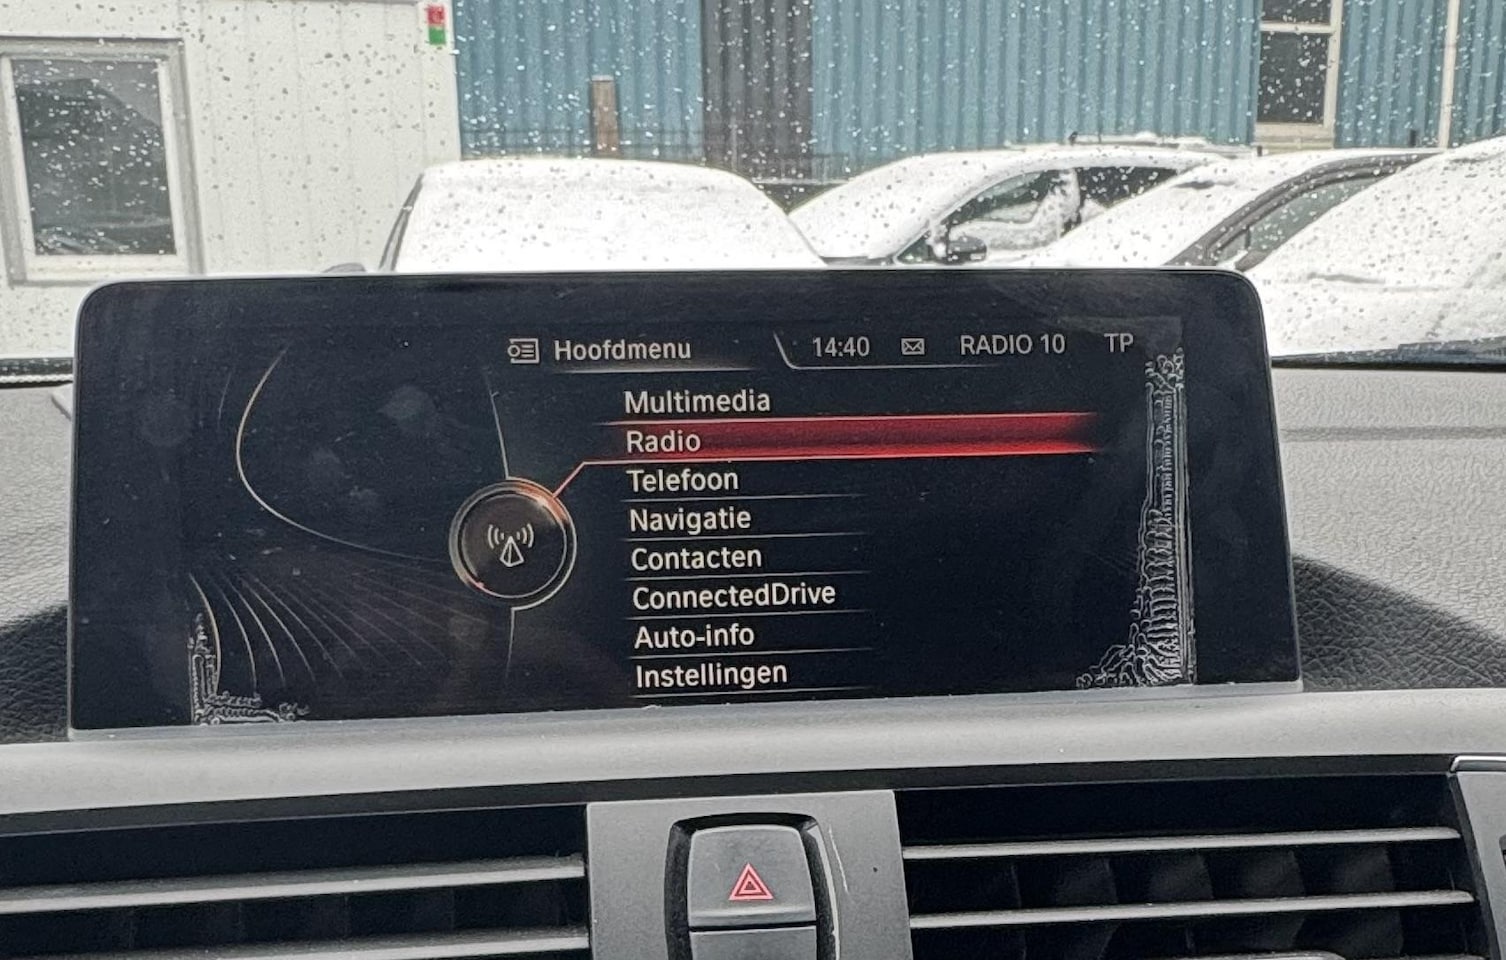 Hoofdmenu 14:40 RADIO 10 TP
Multimedia
Radio
Telefoon
Navigatie
Contacten
ConnectedDrive
Auto-info
Instellingen